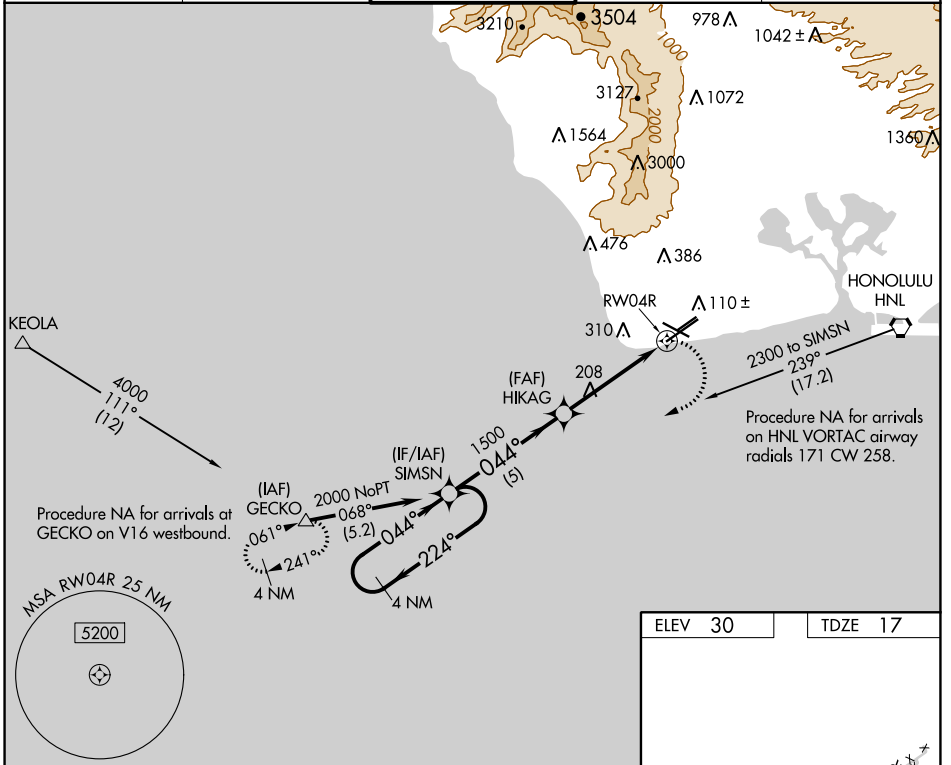 3210
3504
978
1042 ±
1000
3127
1072
2000
1564
1360
3000
476
386
HONOLULU
HNL
RW04R
110 ±
KEOLA
310
2300 to SIMSN
239°
(17.2)
4000
111°
(12)
(FAF)
HIKAG
208
Procedure NA for arrivals
on HNL VORTAC airway
radials 171 CW 258.
1500
044°
(5)
(IF/IAF)
SIMSN
(IAF)
GECKO
2000 NoPT
068°
(5.2)
Procedure NA for arrivals at
GECKO on V16 westbound.
061°
241°
4 NM
044°
224°
4 NM
MSA RW04R 25 NM
5200
ELEV 30
TDZE 17